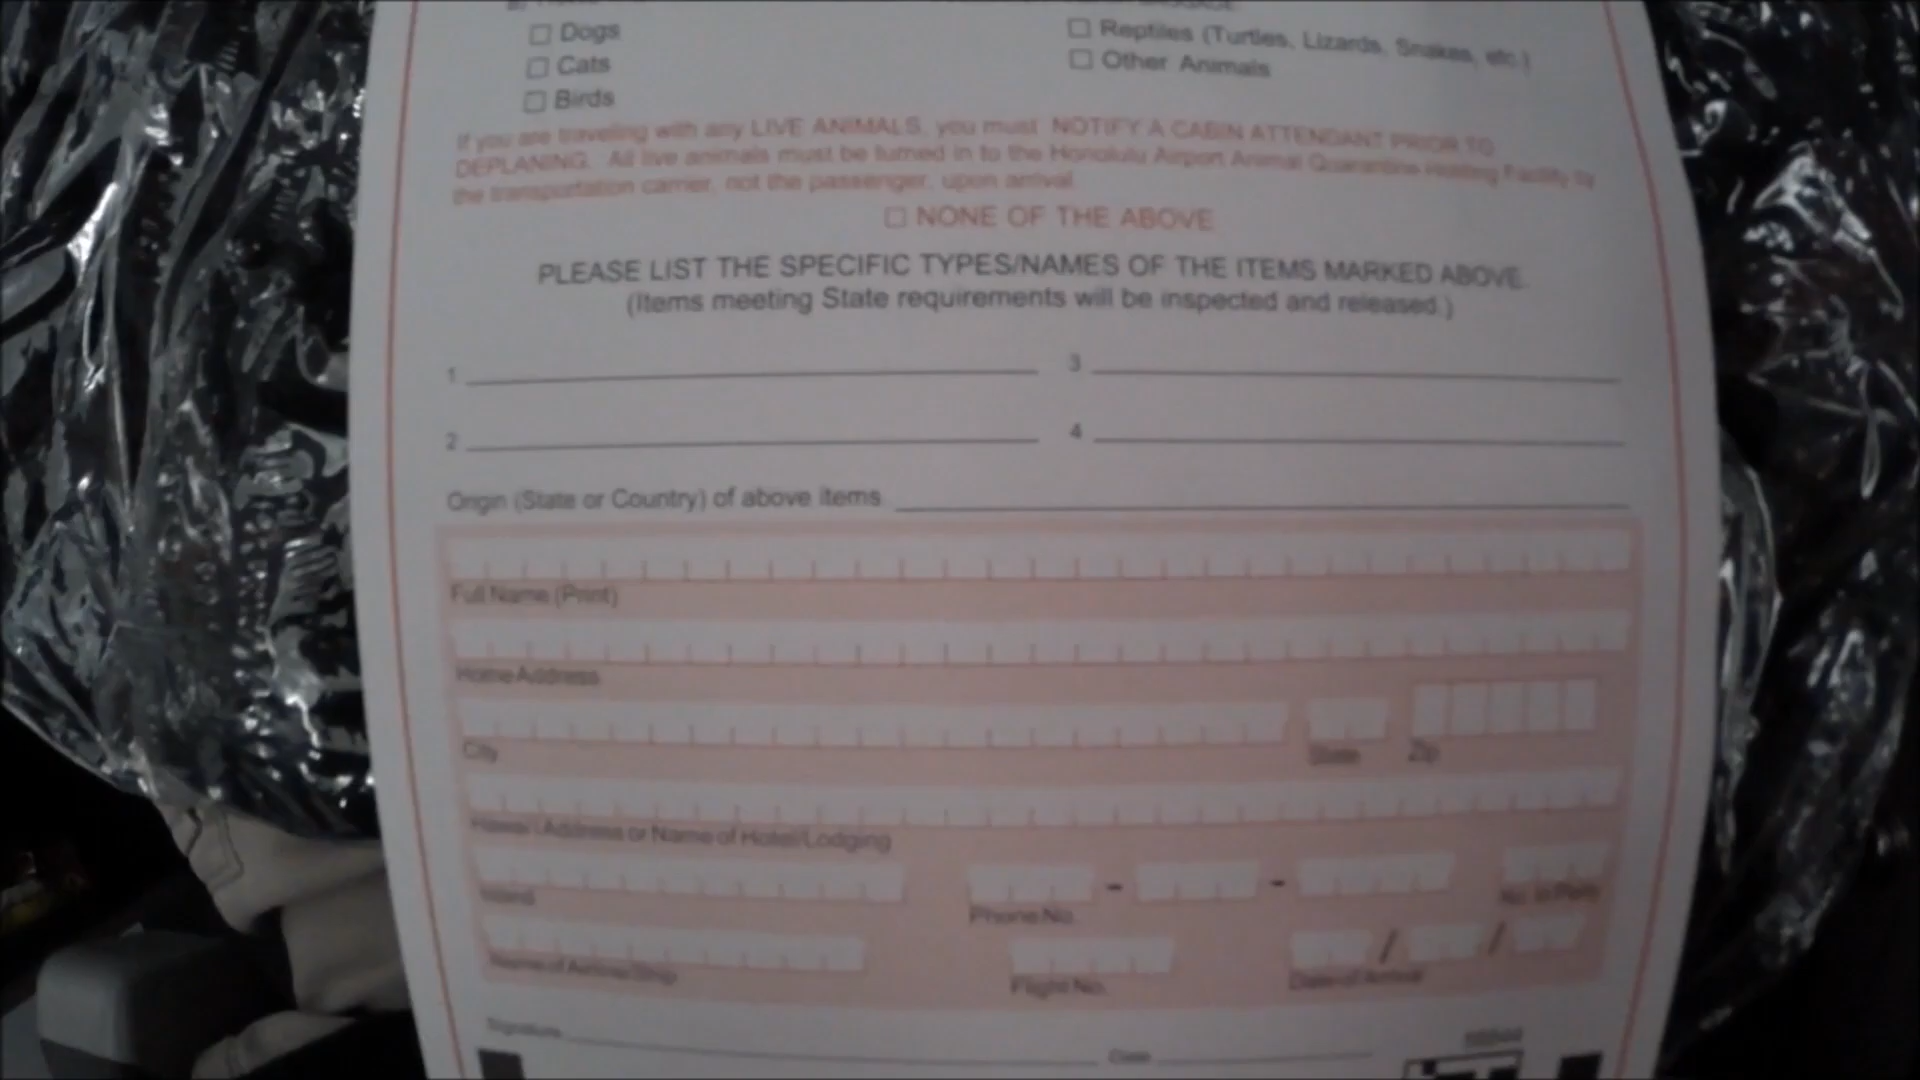 ☐ Dogs
☐ Cats
☐ Birds
☐ Reptiles (Turtles, Lizards, Snakes, etc.)
☐ Other Animals
If you are traveling with any LIVE ANIMALS, you must NOTIFY A CABIN ATTENDANT PRIOR TO
DEPLANING. All live animals must be turned in to the Honolulu Airport Animal Quarantine Holding Facility by
the transportation carrier, not the passenger, upon arrival.
☐ NONE OF THE ABOVE
PLEASE LIST THE SPECIFIC TYPES/NAMES OF THE ITEMS MARKED ABOVE.
(Items meeting State requirements will be inspected and released.)
1
3
2
4
Origin (State or Country) of above items
Full Name (Print)
Home Address
City
State
Zip
Hawaii Address or Name of Hotel/Lodging
Island
Phone No.
- -
No. in Party
Name of Airline/Ship
Flight No.
/ /
Date of Arrival
Signature
Date